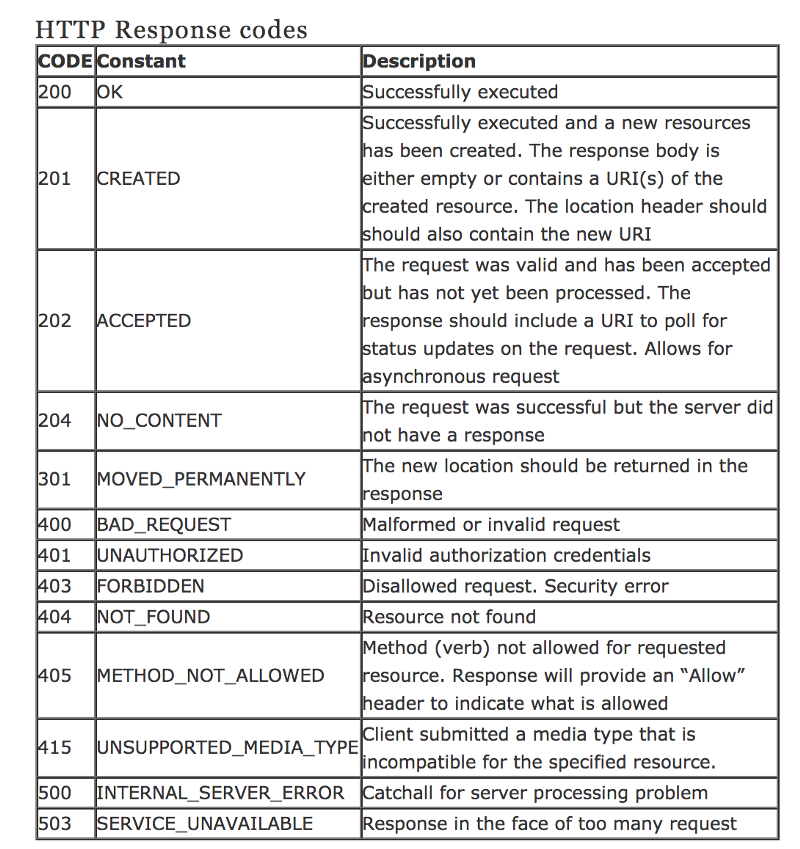 HTTP Response codes
CODE Constant Description
200 OK Successfully executed
Successfully executed and a new resources
has been created. The response body is
201 CREATED either empty or contains a URI(s) of the
created resource. The location header should
should also contain the new URI
The request was valid and has been accepted
but has not yet been processed. The
202 ACCEPTED response should include a URI to poll for
status updates on the request. Allows for
asynchronous request
204 NO_CONTENT The request was successful but the server did
not have a response
301 MOVED_PERMANENTLY The new location should be returned in the
response
400 BAD_REQUEST Malformed or invalid request
401 UNAUTHORIZED Invalid authorization credentials
403 FORBIDDEN Disallowed request. Security error
404 NOT_FOUND Resource not found
Method (verb) not allowed for requested
405 METHOD_NOT_ALLOWED resource. Response will provide an “Allow”
header to indicate what is allowed
415 UNSUPPORTED_MEDIA_TYPE Client submitted a media type that is
incompatible for the specified resource.
500 INTERNAL_SERVER_ERROR Catchall for server processing problem
503 SERVICE_UNAVAILABLE Response in the face of too many request